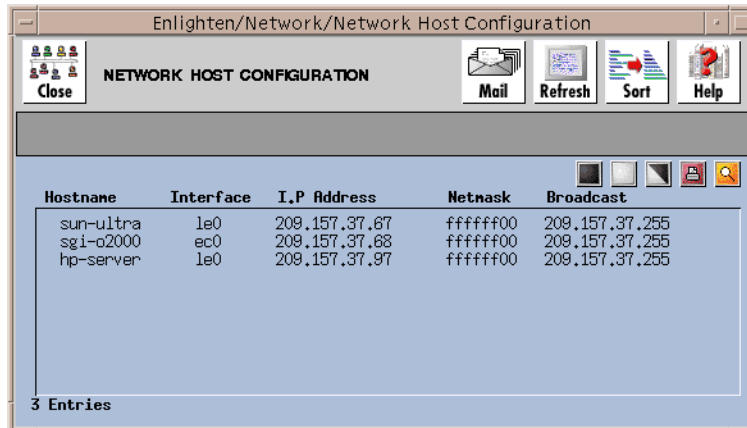 Enlighten/Network/Network Host Configuration
Close
NETWORK HOST CONFIGURATION
Mail
Refresh
Sort
Help
Hostname Interface I.P Address Netmask Broadcast
sun-ultra le0 209.157.37.67 ffffff00 209.157.37.255
sgi-o2000 ec0 209.157.37.68 ffffff00 209.157.37.255
hp-server le0 209.157.37.97 ffffff00 209.157.37.255
3 Entries